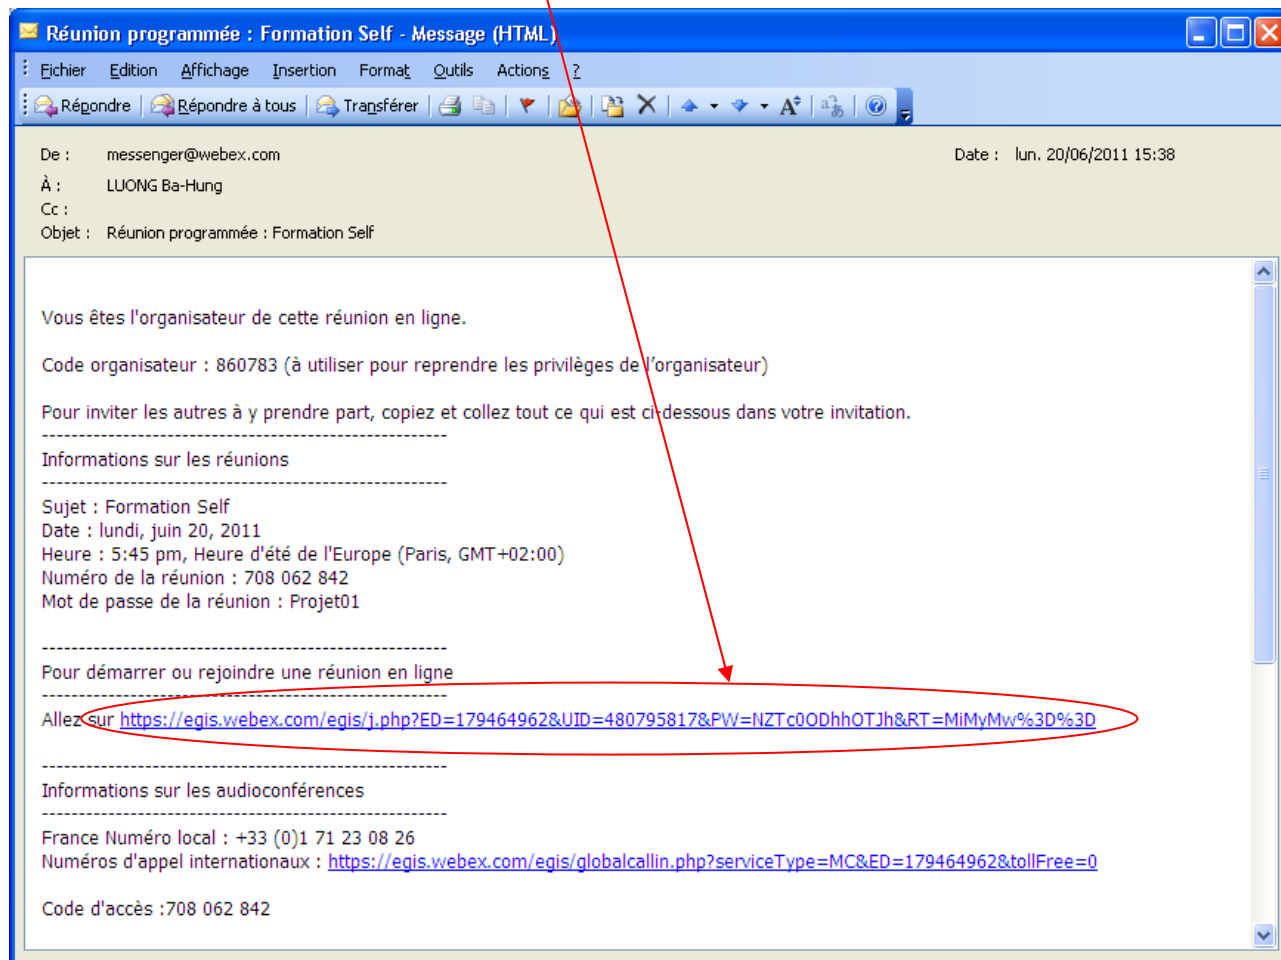 Réunion programmée : Formation Self - Message (HTML)
Fichier Edition Affichage Insertion Format Outils Actions ?
Répondre Répondre à tous Transférer
De : messenger@webex.com Date : lun. 20/06/2011 15:38
À : LUONG Ba-Hung
Cc :
Objet : Réunion programmée : Formation Self
Vous êtes l'organisateur de cette réunion en ligne.
Code organisateur : 860783 (à utiliser pour reprendre les privilèges de l’organisateur)
Pour inviter les autres à y prendre part, copiez et collez tout ce qui est ci-dessous dans votre invitation.
-------------------------------------------------------
Informations sur les réunions
-------------------------------------------------------
Sujet : Formation Self
Date : lundi, juin 20, 2011
Heure : 5:45 pm, Heure d'été de l'Europe (Paris, GMT+02:00)
Numéro de la réunion : 708 062 842
Mot de passe de la réunion : Projet01
-------------------------------------------------------
Pour démarrer ou rejoindre une réunion en ligne
-------------------------------------------------------
Allez sur https://egis.webex.com/egis/j.php?ED=179464962&UID=480795817&PW=NZTc0ODhhOTJh&RT=MiMyMw%3D%3D
-------------------------------------------------------
Informations sur les audioconférences
-------------------------------------------------------
France Numéro local : +33 (0)1 71 23 08 26
Numéros d'appel internationaux : https://egis.webex.com/egis/globalcallin.php?serviceType=MC&ED=179464962&tollFree=0
Code d'accès :708 062 842